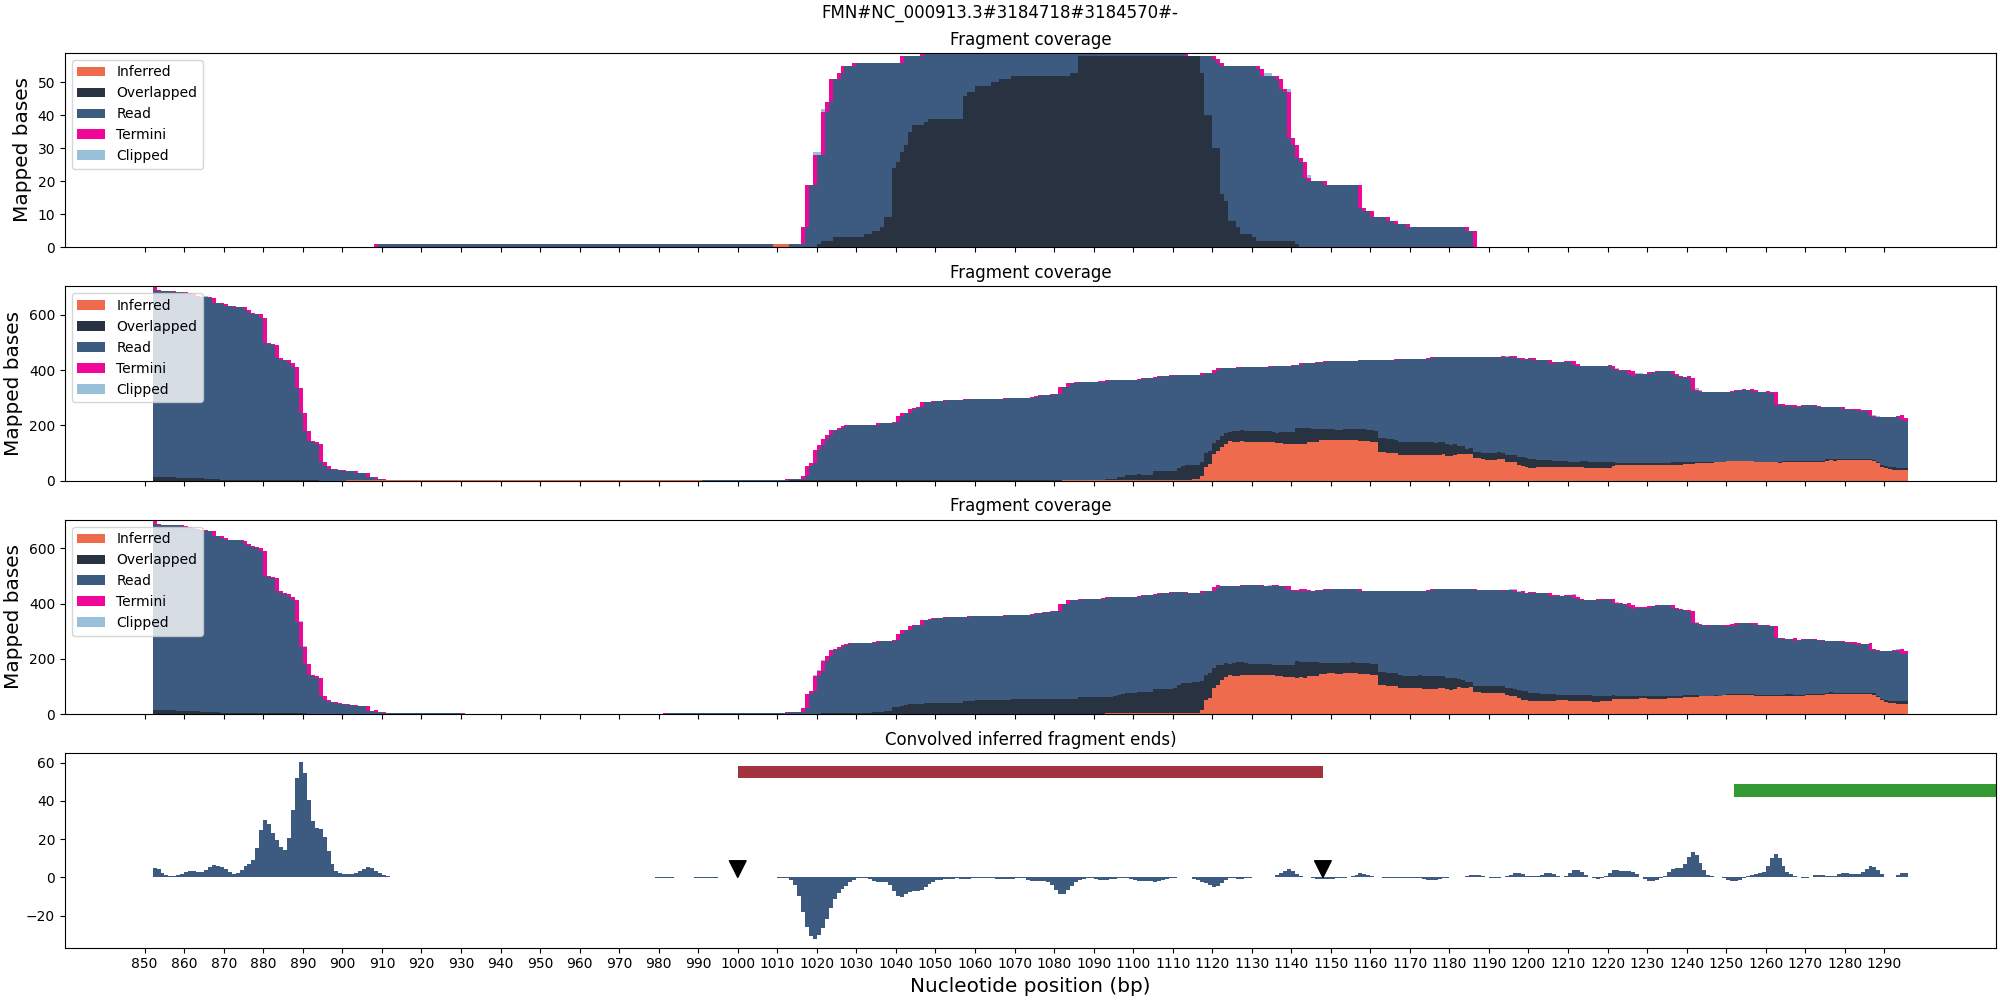 FMN#NC_000913.3#3184718#3184570#-
Fragment coverage
Mapped bases
50
40
30
20
10
0
Inferred
Overlapped
Read
Termini
Clipped
Fragment coverage
Mapped bases
600
400
200
0
Inferred
Overlapped
Read
Termini
Clipped
Fragment coverage
Mapped bases
600
400
200
0
Inferred
Overlapped
Read
Termini
Clipped
Convolved inferred fragment ends)
60
40
20
0
−20
850 860 870 880 890 900 910 920 930 940 950 960 970 980 990 1000 1010 1020 1030 1040 1050 1060 1070 1080 1090 1100 1110 1120 1130 1140 1150 1160 1170 1180 1190 1200 1210 1220 1230 1240 1250 1260 1270 1280 1290
Nucleotide position (bp)